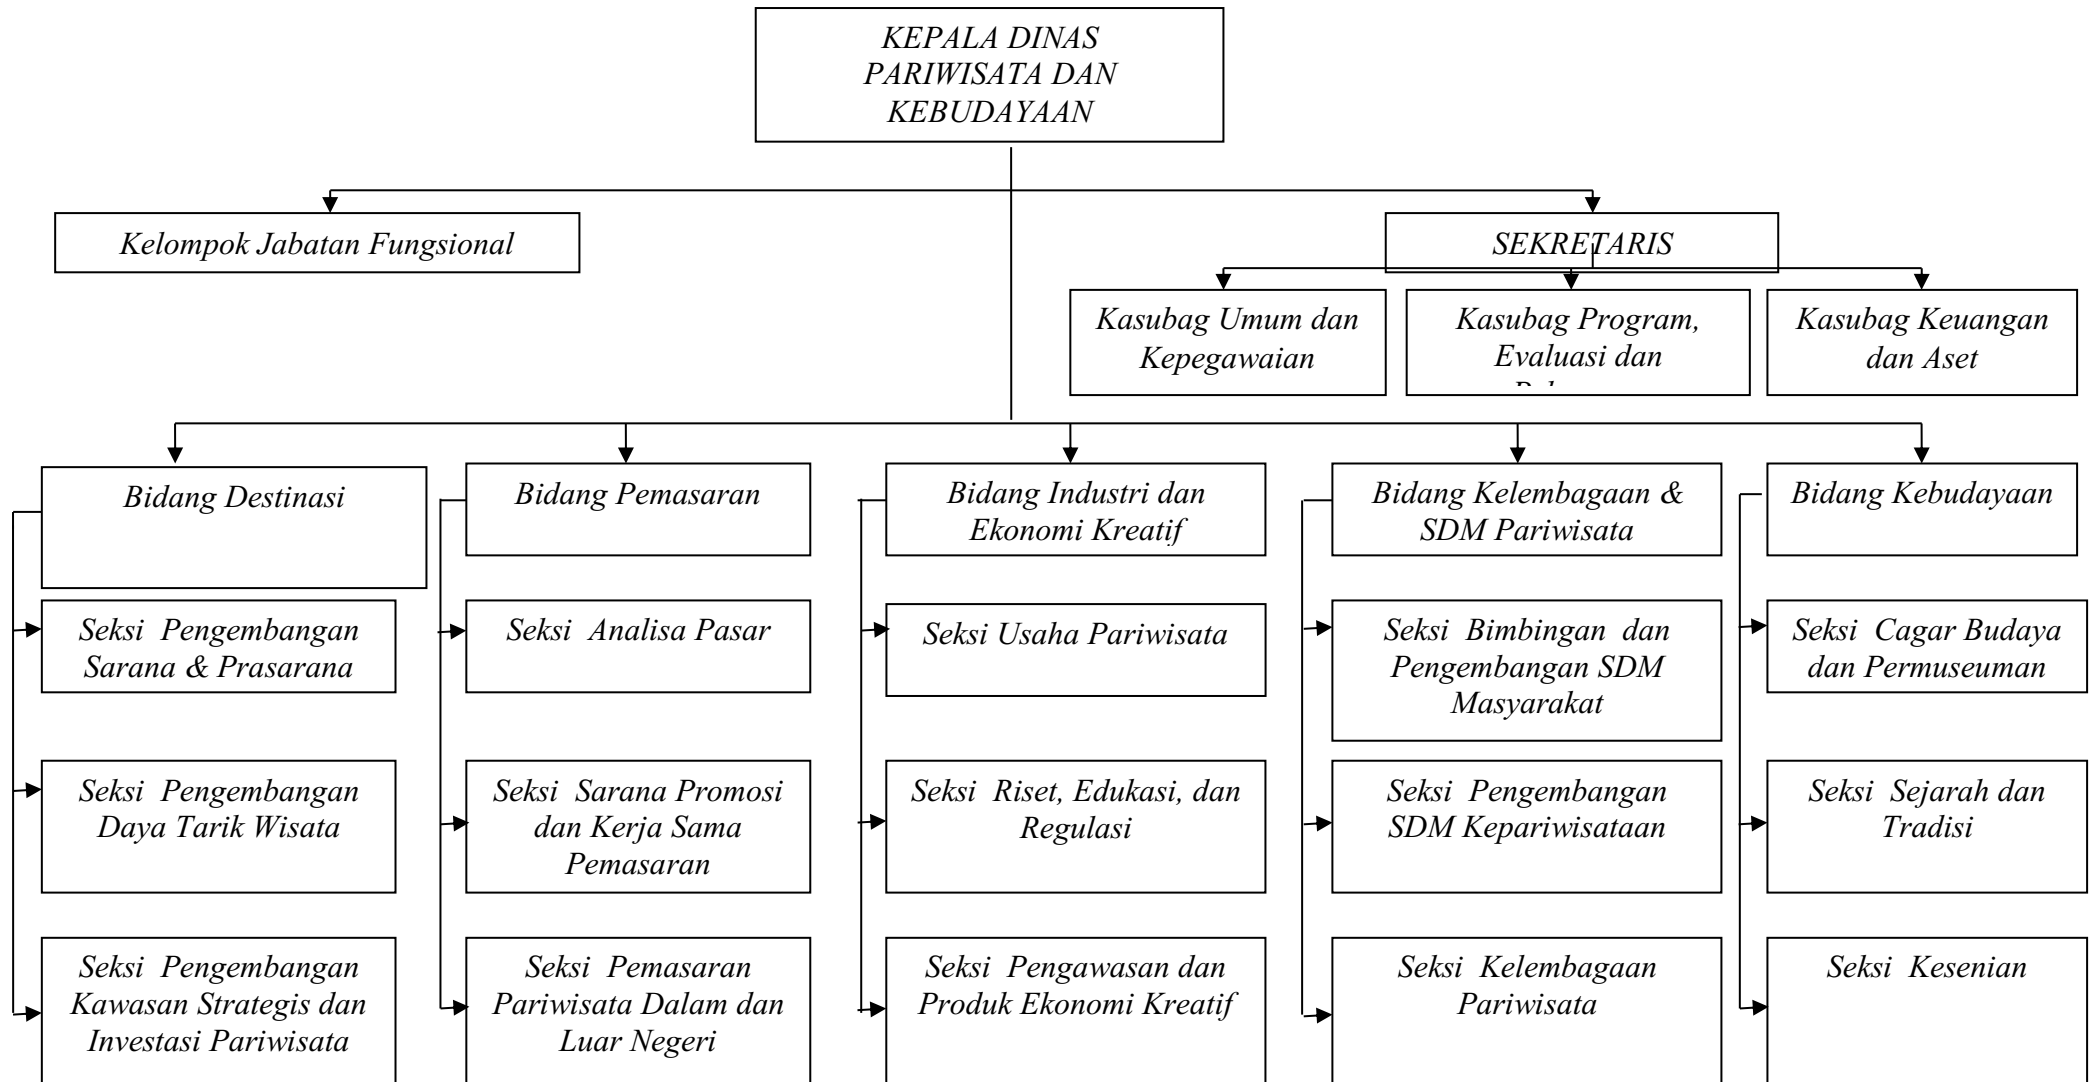 KEPALA DINAS
PARIWISATA DAN
KEBUDAYAAN
Kelompok Jabatan Fungsional
SEKRETARIS
Kasubag Umum dan
Kepegawaian
Kasubag Program,
Evaluasi dan
Kasubag Keuangan
dan Aset
Bidang Destinasi
Bidang Pemasaran
Bidang Industri dan
Ekonomi Kreatif
Bidang Kelembagaan &
SDM Pariwisata
Bidang Kebudayaan
Seksi Pengembangan
Sarana & Prasarana
Seksi Analisa Pasar
Seksi Usaha Pariwisata
Seksi Bimbingan dan
Pengembangan SDM
Masyarakat
Seksi Cagar Budaya
dan Permuseuman
Seksi Pengembangan
Daya Tarik Wisata
Seksi Sarana Promosi
dan Kerja Sama
Pemasaran
Seksi Riset, Edukasi, dan
Regulasi
Seksi Pengembangan
SDM Kepariwisataan
Seksi Sejarah dan
Tradisi
Seksi Pengembangan
Kawasan Strategis dan
Investasi Pariwisata
Seksi Pemasaran
Pariwisata Dalam dan
Luar Negeri
Seksi Pengawasan dan
Produk Ekonomi Kreatif
Seksi Kelembagaan
Pariwisata
Seksi Kesenian